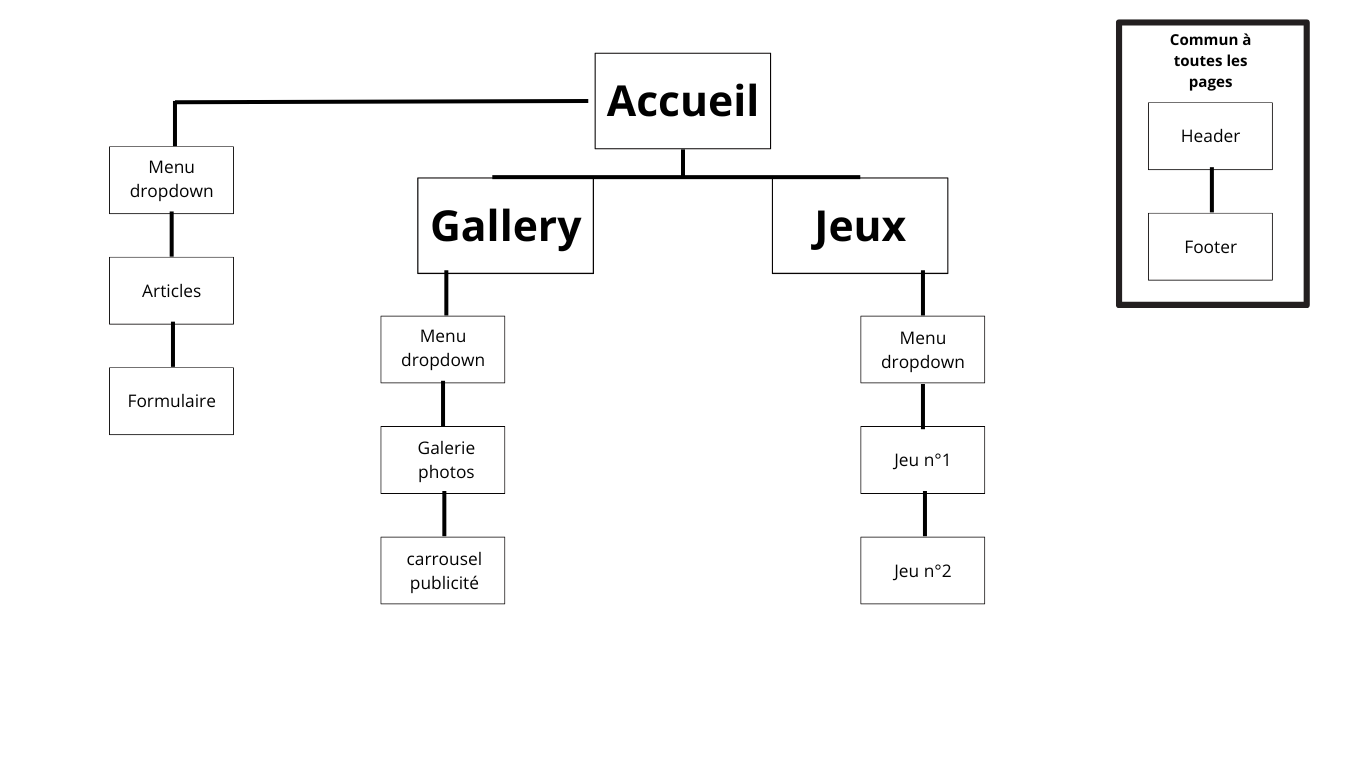 Commun à
toutes les
pages
Header
Footer
Accueil
Menu
dropdown
Articles
Formulaire
Gallery
Menu
dropdown
Galerie
photos
carrousel
publicité
Jeux
Menu
dropdown
Jeu n°1
Jeu n°2